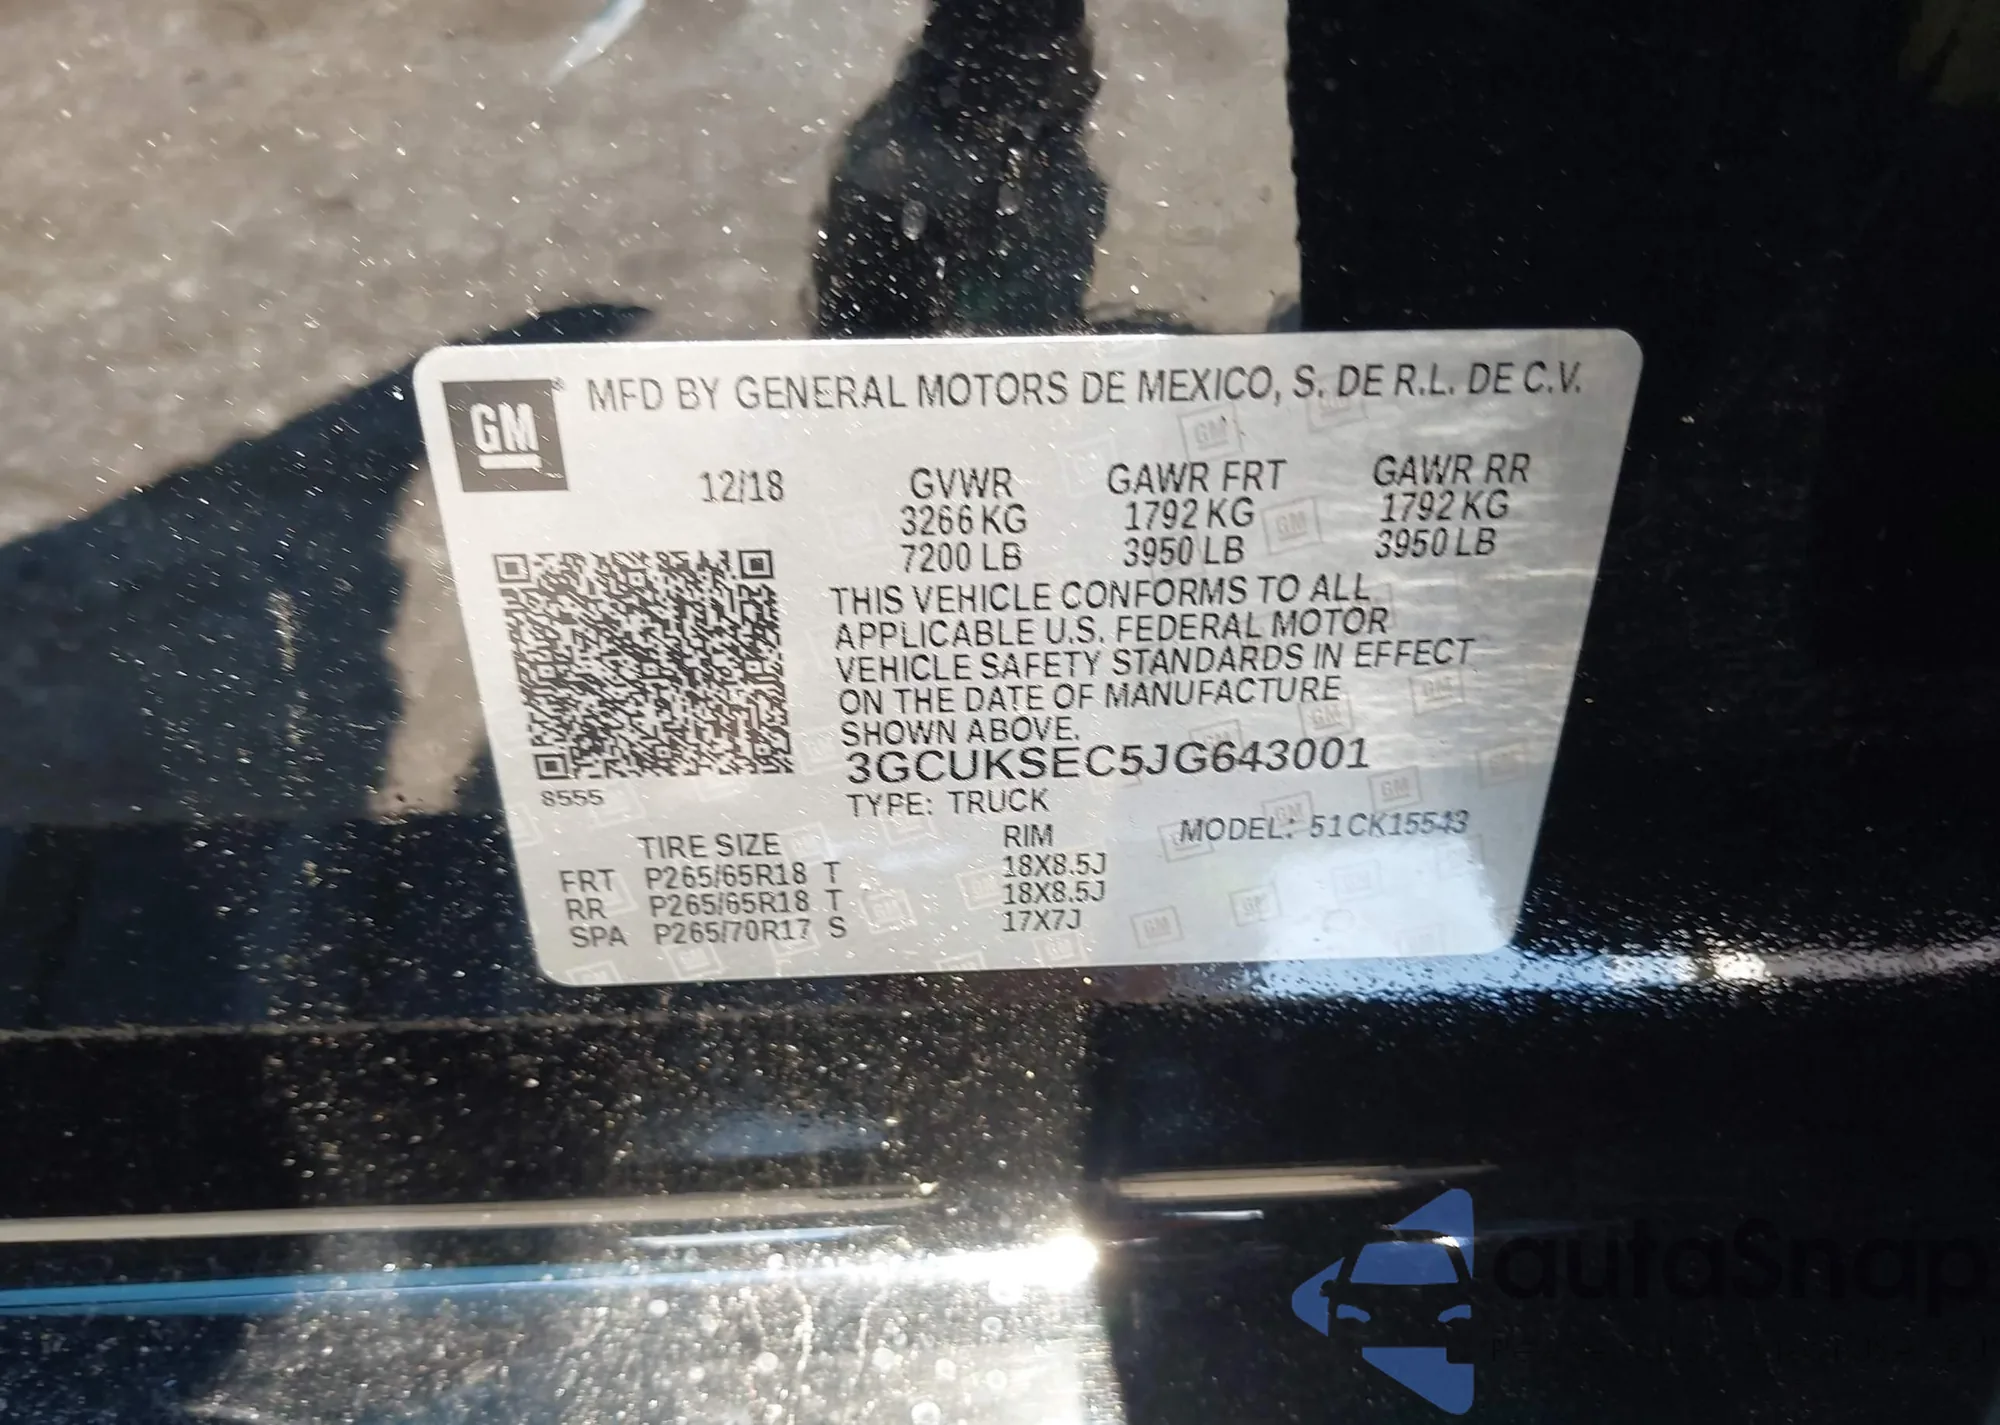 GM
MFD BY GENERAL MOTORS DE MEXICO, S. DE R.L. DE C.V.
12/18 GVWR GAWR FRT GAWR RR
3266 KG 1792 KG 1792 KG
7200 LB 3950 LB 3950 LB
THIS VEHICLE CONFORMS TO ALL
APPLICABLE U.S. FEDERAL MOTOR
VEHICLE SAFETY STANDARDS IN EFFECT
ON THE DATE OF MANUFACTURE
SHOWN ABOVE.
3GCUKSEC5JG643001
8555
TYPE: TRUCK
MODEL: 51CK15543
TIRE SIZE RIM
FRT P265/65R18 T 18X8.5J
RR P265/65R18 T 18X8.5J
SPA P265/70R17 S 17X7J
autoSnap